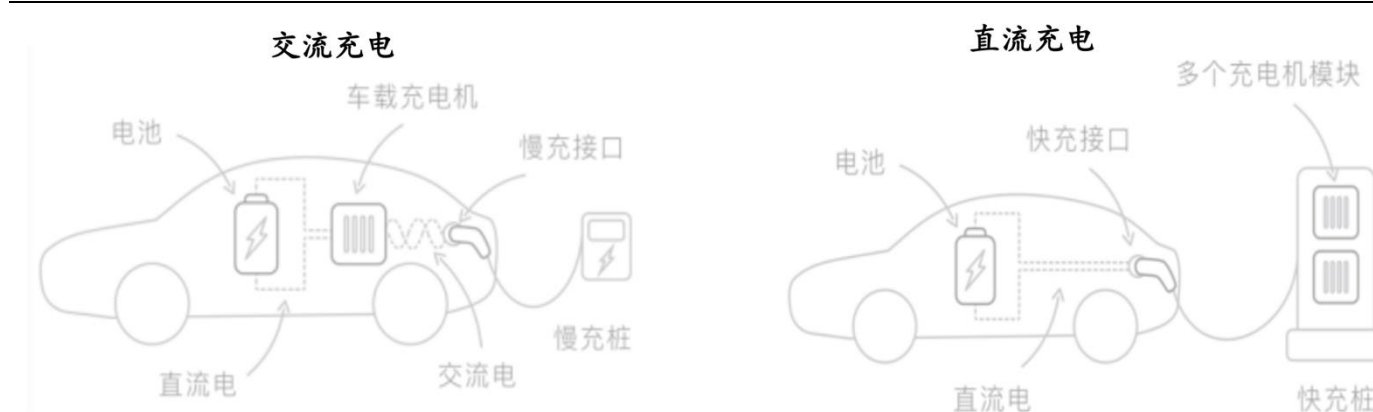 交流充电
车载充电机
电池
慢充接口
慢充桩
直流电
交流电
直流充电
多个充电机模块
快充接口
电池
直流电
快充桩